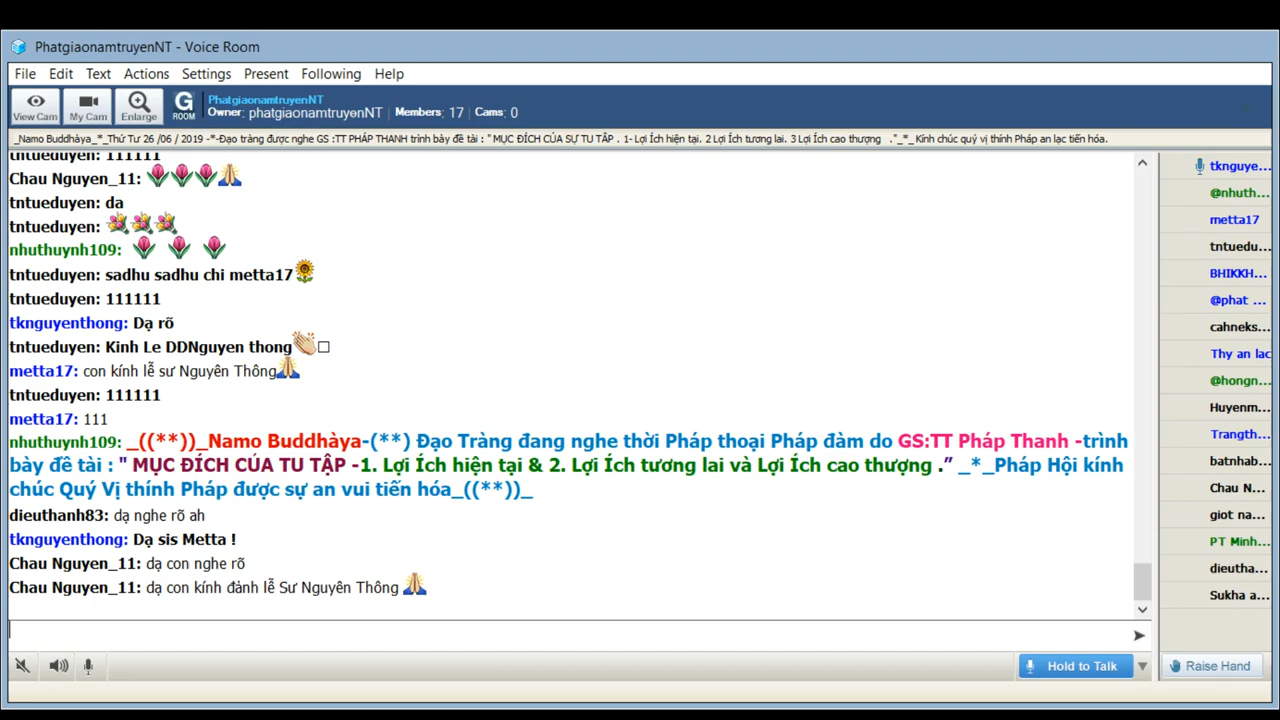 PhatgiaonamtruyenNT - Voice Room
File Edit Text Actions Settings Present Following Help
View Cam My Cam Enlarge G ROOM PhatgiaonamtruyenNT
Owner: phatgiaonamtruyenNT Members: 17 Cams: 0
_Namo Buddhàya_*_Thứ Tư 26 /06 / 2019 -*-Đạo tràng được nghe GS :TT PHÁP THANH trình bày đề tài : " MỤC ĐÍCH CỦA SỰ TU TẬP . 1-Lợi Ích hiện tại. 2 Lợi Ích tương lai. 3 Lợi Ích cao thượng ."_*_ Kính chúc quý vị thính Pháp an lạc tiến hóa.
tntueduyen: 111111
Chau Nguyen_11:
tntueduyen: da
tntueduyen:
nhuthuynh109:
tntueduyen: sadhu sadhu chi metta17
tntueduyen: 111111
tknguyenthong: Dạ rõ
tntueduyen: Kinh Le DDNguyen thong
metta17: con kính lễ sư Nguyên Thông
tntueduyen: 111111
metta17: 111
nhuthuynh109: _((**))_Namo Buddhàya-(**) Đạo Tràng đang nghe thời Pháp thoại Pháp đàm do GS:TT Pháp Thanh -trình
bày đề tài : " MỤC ĐÍCH CỦA TU TẬP -1. Lợi Ích hiện tại & 2. Lợi Ích tương lai và Lợi Ích cao thượng .” _*_Pháp Hội kính
chúc Quý Vị thính Pháp được sự an vui tiến hóa_((**))_
dieuthanh83: dạ nghe rõ ah
tknguyenthong: Dạ sis Metta !
Chau Nguyen_11: dạ con nghe rõ
Chau Nguyen_11: dạ con kính đảnh lễ Sư Nguyên Thông
tknguye...
@nhuth...
metta17
tntuedu...
BHIKKH...
@phat ...
cahneks...
Thy an lac
@hongn...
Huyenm...
Trangth...
batnhab...
Chau N...
giot na...
PT Minh...
dieutha...
Sukha a...
Hold to Talk
Raise Hand